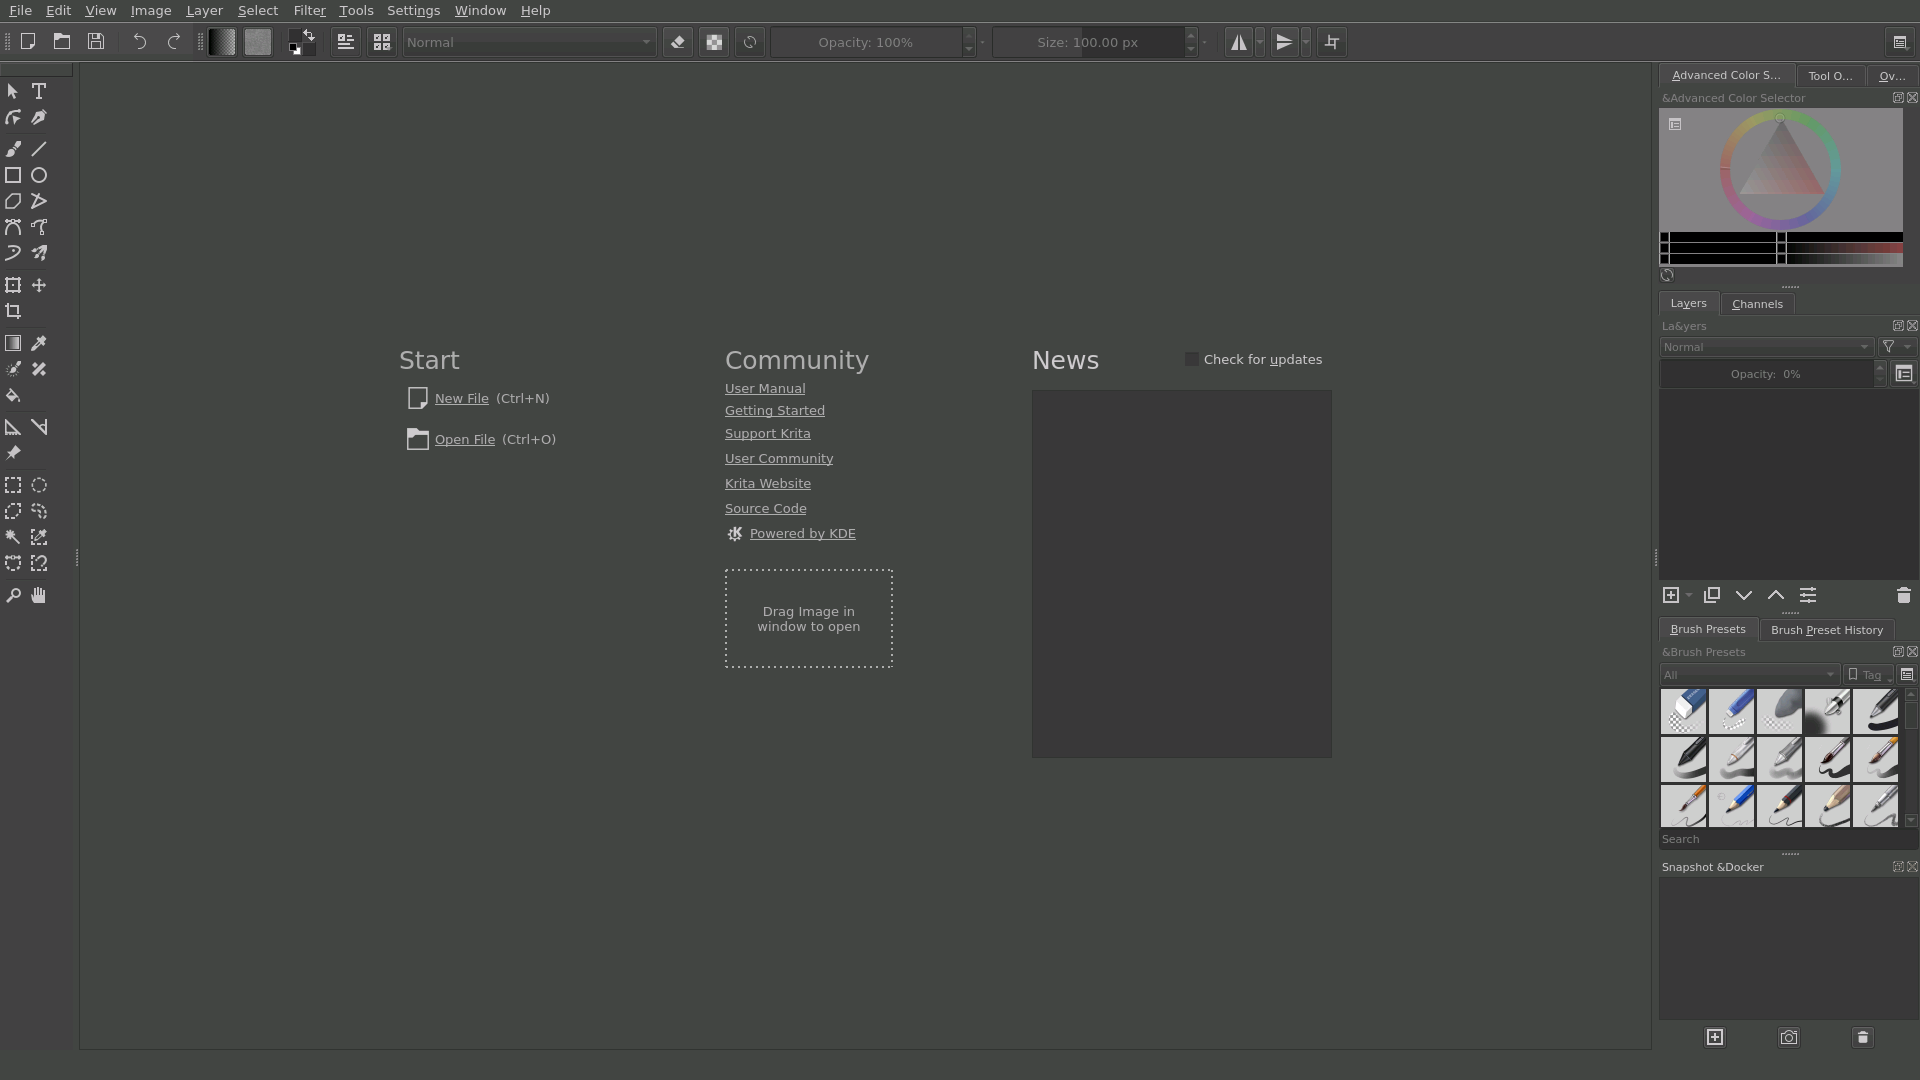 File Edit View Image Layer Select Filter Tools Settings Window Help
Normal Opacity: 100% Size: 100.00 px
Advanced Color S... Tool O... Ov...
&Advanced Color Selector
Layers Channels
La&yers
Normal
Opacity: 0%
Start
New File (Ctrl+N)
Open File (Ctrl+O)
Community
User Manual
Getting Started
Support Krita
User Community
Krita Website
Source Code
Powered by KDE
Drag Image in
window to open
News Check for updates
Brush Presets Brush Preset History
&Brush Presets
All Tag
Search
Snapshot &Docker